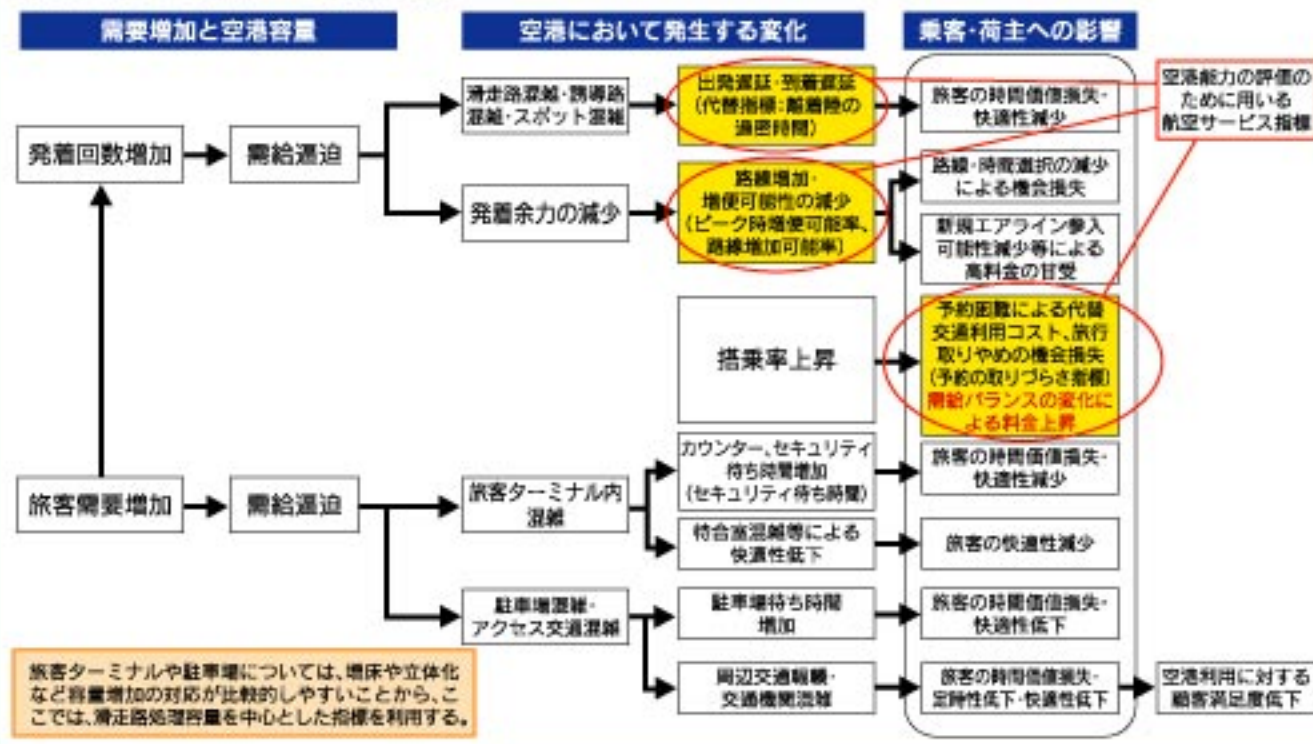 需要増加と空港容量
空港において発生する変化
乗客・荷主への影響
発着回数増加
需給逼迫
滑走路混雑・誘導路
混雑・スポット混雑
出発遅延・到着遅延
(代替指標:離着陸の
過密時間)
旅客の時間価値損失・
快適性減少
空港能力の評価の
ために用いる
航空サービス指標
発着余力の減少
路線増加・
増便可能性の減少
(ピーク時増便可能率、
路線増加可能率)
路線・時間選択の減少
による機会損失
新規エアライン参入
可能性減少等による
高料金の甘受
搭乗率上昇
予約困難による代替
交通利用コスト、旅行
取りやめの機会損失
(予約の取りづらさ指標)
需給バランスの変化に
よる料金上昇
旅客需要増加
需給逼迫
旅客ターミナル内
混雑
カウンター、セキュリティ
待ち時間増加
(セキュリティ待ち時間)
旅客の時間価値損失・
快適性減少
待合室混雑等による
快適性低下
旅客の快適性減少
駐車場混雑・
アクセス交通混雑
駐車場待ち時間
増加
旅客の時間価値損失・
快適性低下
周辺交通輻輳・
交通機関混雑
旅客の時間価値損失・
定時性低下・快適性低下
空港利用に対する
顧客満足度低下
旅客ターミナルや駐車場については、増床や立体化
など容量増加の対応が比較的しやすいことから、こ
こでは、滑走路処理容量を中心とした指標を利用する。